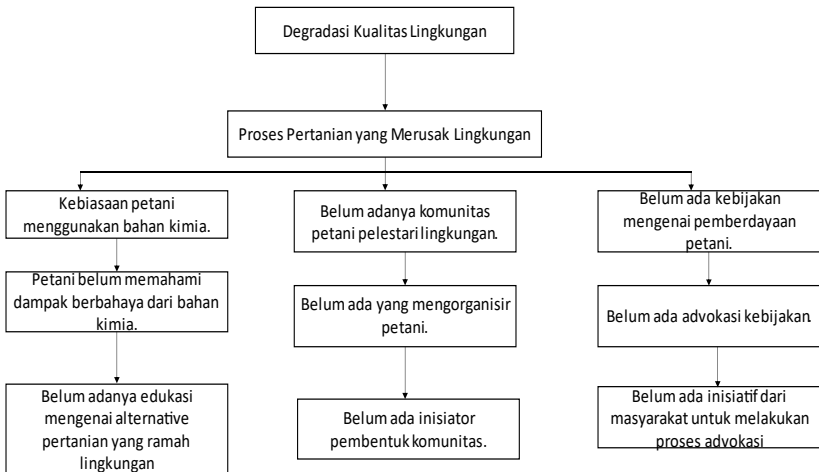 Degradasi Kualitas Lingkungan
Proses Pertanian yang Merusak Lingkungan
Kebiasaan petani
menggunakan bahan kimia.
Belum adanya komunitas
petani pelestari lingkungan.
Belum ada kebijakan
mengenai pemberdayaan
petani.
Petani belum memahami
dampak berbahaya dari bahan
kimia.
Belum ada yang mengorganisir
petani.
Belum ada advokasi kebijakan.
Belum adanya edukasi
mengenai alternative
pertanian yang ramah
lingkungan
Belum ada inisiator
pembentuk komunitas.
Belum ada inisiatif dari
masyarakat untuk melakukan
proses advokasi